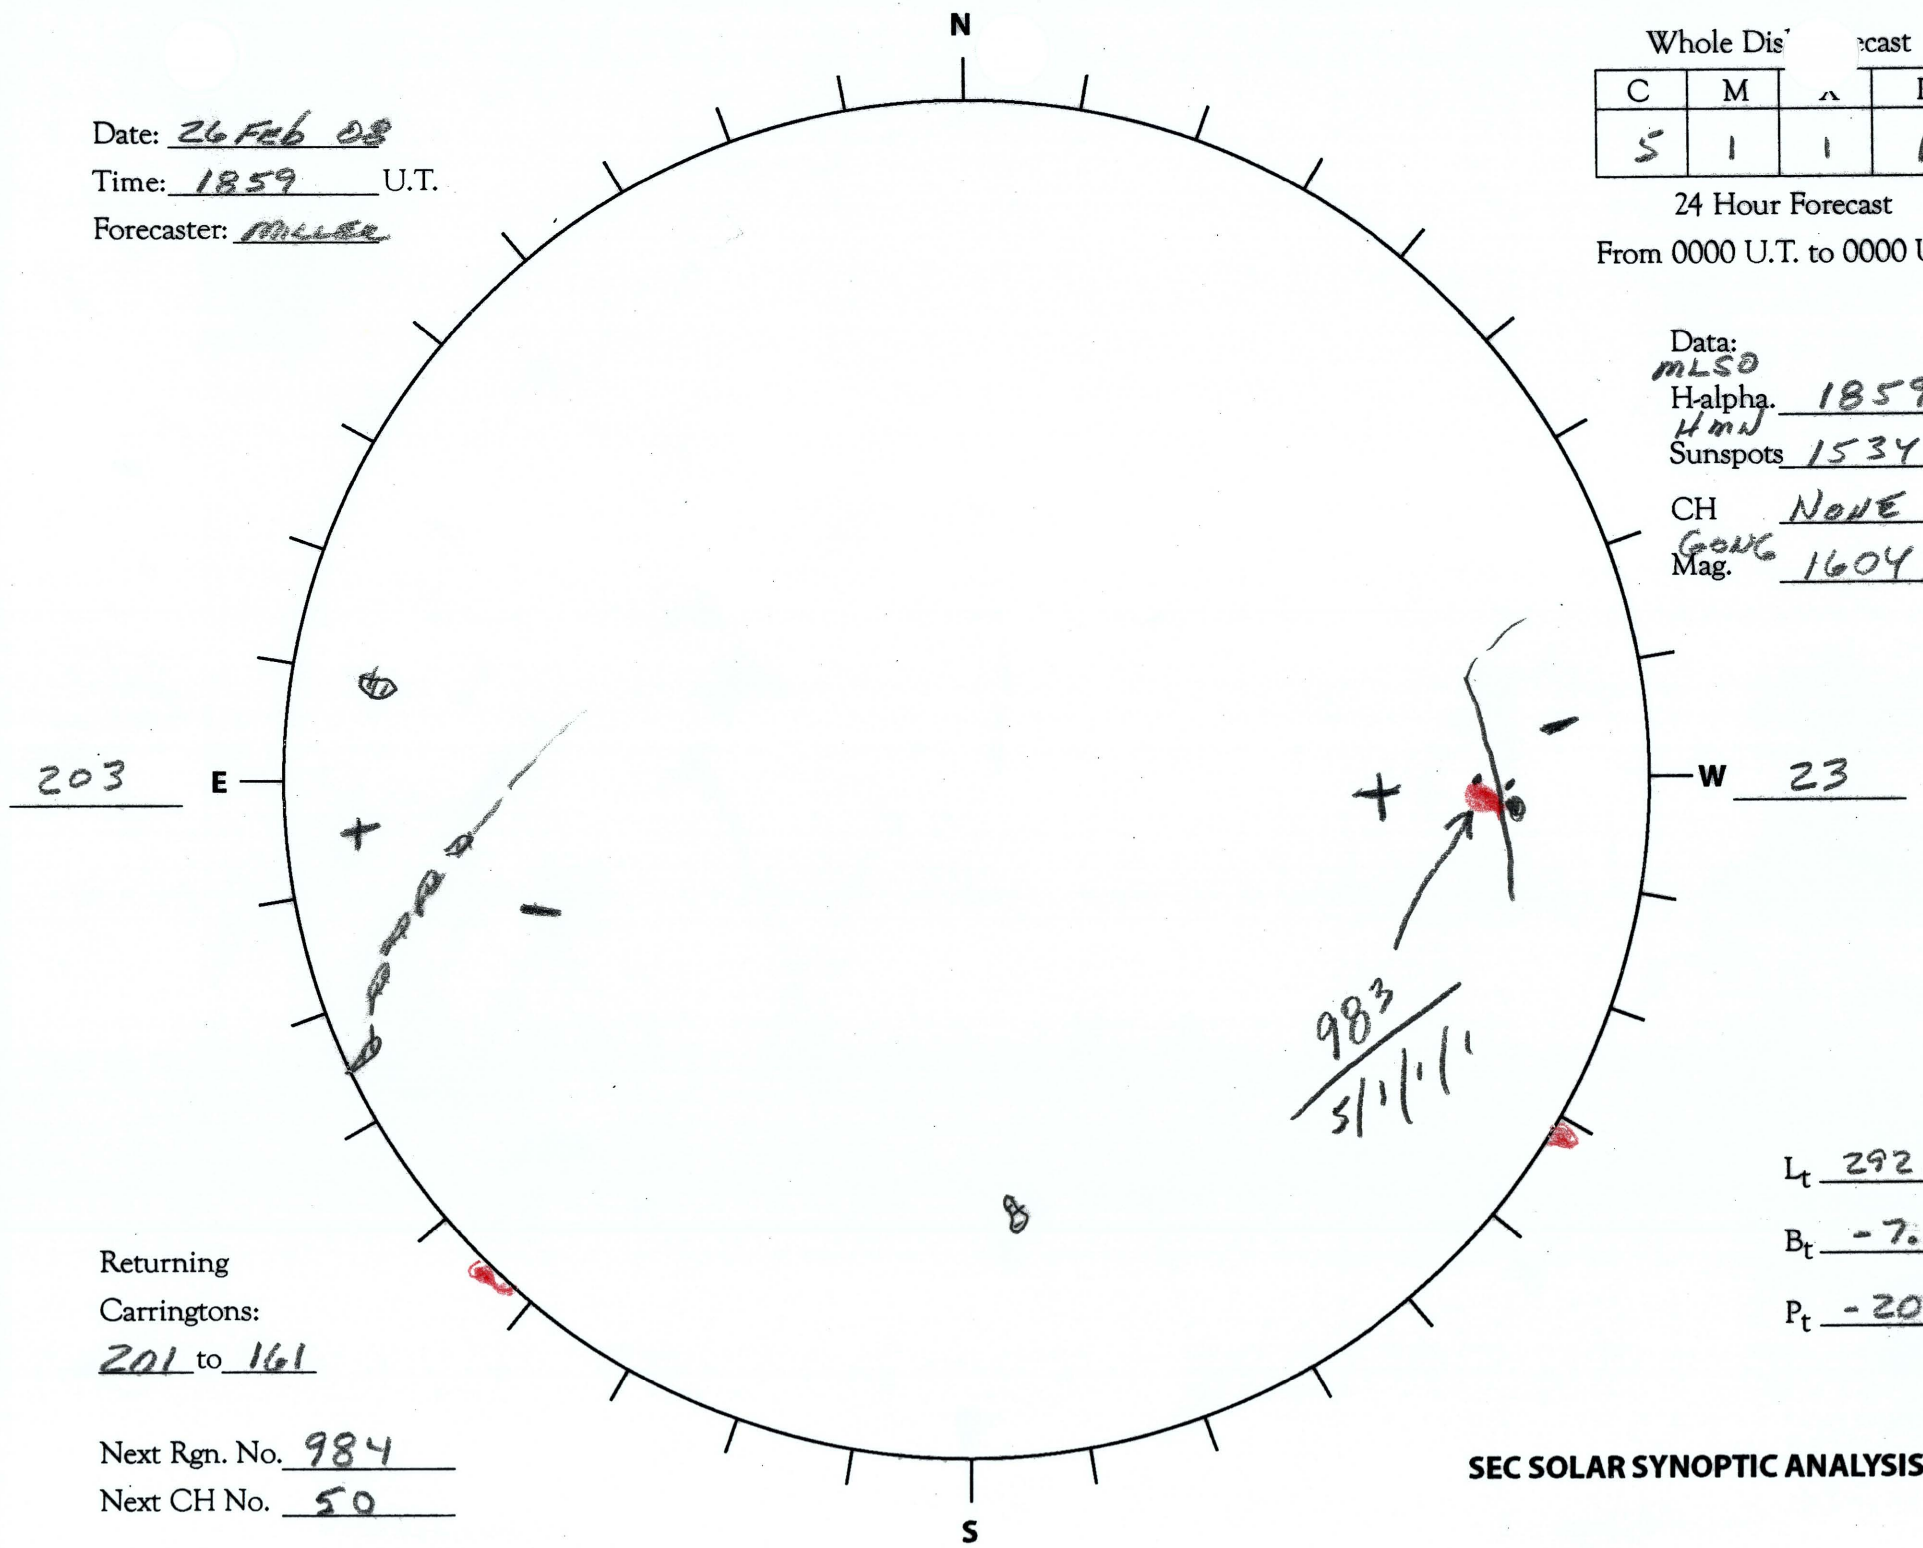 N
Whole Dis ecast
C M
5 1 1
24 Hour Forecast
From 0000 U.T. to 0000 U
Date: 26 Feb 08
Time: 1859 U.T.
Forecaster: MILLER
Data:
MLSO
H-alpha. 1859
HMN
Sunspots 1534
CH NONE
GONG
Mag. 1604
203 E
W 23
+
-
+
-
983
5/1/1/1
Lt 292
Bt -7.
Pt -20
Returning
Carringtons:
201 to 161
Next Rgn. No. 984
Next CH No. 50
SEC SOLAR SYNOPTIC ANALYSIS
S